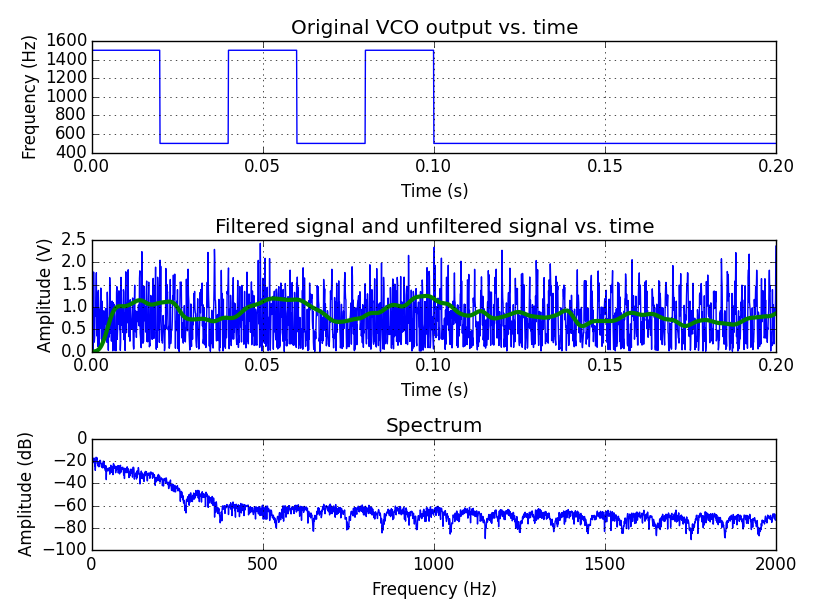 Original VCO output vs. time
Frequency (Hz)
1600
1400
1200
1000
800
600
400
0.00 0.05 0.10 0.15 0.20
Time (s)
Filtered signal and unfiltered signal vs. time
Amplitude (V)
2.5
2.0
1.5
1.0
0.5
0.0
0.00 0.05 0.10 0.15 0.20
Time (s)
Spectrum
Amplitude (dB)
0
−20
−40
−60
−80
−100
0 500 1000 1500 2000
Frequency (Hz)